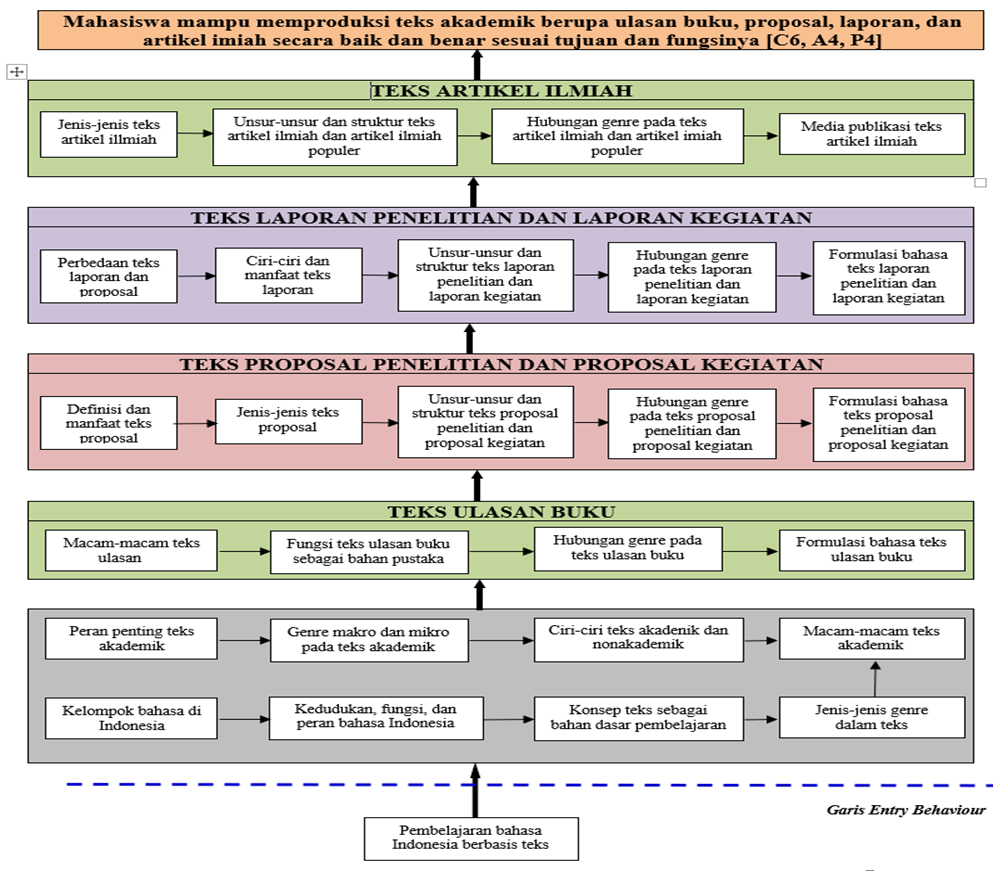 Mahasiswa mampu memproduksi teks akademik berupa ulasan buku, proposal, laporan, dan
artikel imiah secara baik dan benar sesuai tujuan dan fungsinya [C6, A4, P4]
TEKS ARTIKEL ILMIAH
Jenis-jenis teks
artikel illmiah
Unsur-unsur dan struktur teks
artikel ilmiah dan artikel ilmiah
populer
Hubungan genre pada teks
artikel ilmiah dan artikel imiah
populer
Media publikasi teks
artikel ilmiah
TEKS LAPORAN PENELITIAN DAN LAPORAN KEGIATAN
Perbedaan teks
laporan dan
proposal
Ciri-ciri dan
manfaat teks
laporan
Unsur-unsur dan
struktur teks laporan
penelitian dan
laporan kegiatan
Hubungan genre
pada teks laporan
penelitian dan
laporan kegiatan
Formulasi bahasa
teks laporan
penelitian dan
laporan kegiatan
TEKS PROPOSAL PENELITIAN DAN PROPOSAL KEGIATAN
Definisi dan
manfaat teks
proposal
Jenis-jenis teks
proposal
Unsur-unsur dan
struktur teks proposal
penelitian dan
proposal kegiatan
Hubungan genre
pada teks proposal
penelitian dan
proposal kegiatan
Formulasi bahasa
teks proposal
penelitian dan
proposal kegiatan
TEKS ULASAN BUKU
Macam-macam teks
ulasan
Fungsi teks ulasan buku
sebagai bahan pustaka
Hubungan genre pada
teks ulasan buku
Formulasi bahasa teks
ulasan buku
Peran penting teks
akademik
Genre makro dan mikro
pada teks akademik
Ciri-ciri teks akadenik dan
nonakademik
Macam-macam teks
akademik
Kelompok bahasa di
Indonesia
Kedudukan, fungsi, dan
peran bahasa Indonesia
Konsep teks sebagai
bahan dasar pembelajaran
Jenis-jenis genre
dalam teks
Garis Entry Behaviour
Pembelajaran bahasa
Indonesia berbasis teks